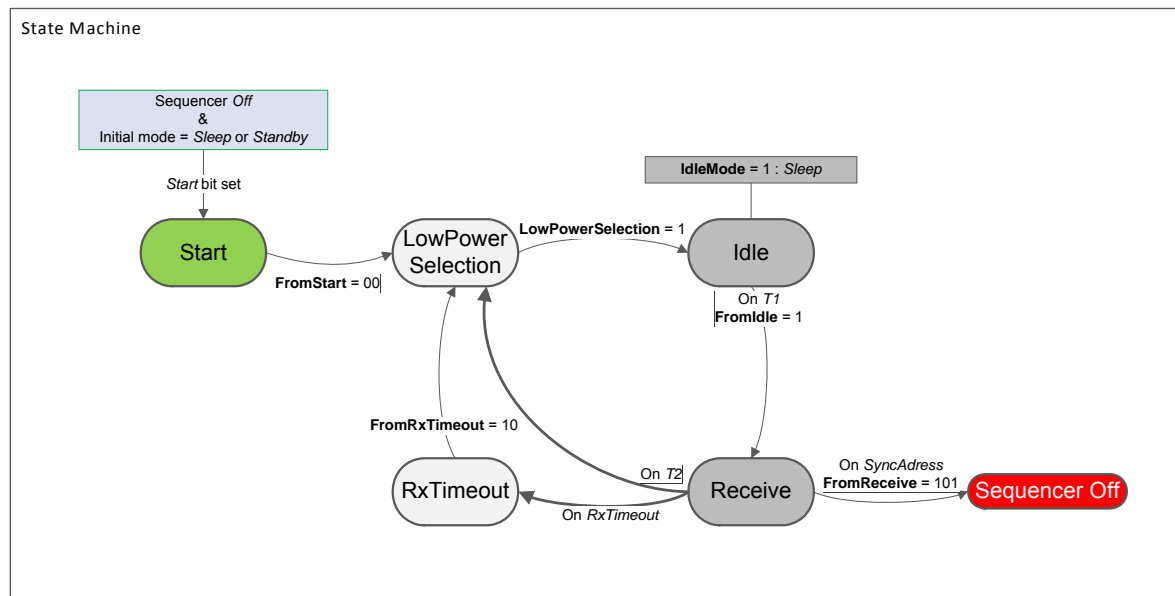 State Machine
Sequencer Off
&
Initial mode = Sleep or Standby
Start bit set
IdleMode = 1 : Sleep
Start
LowPower
Selection
LowPowerSelection = 1
Idle
FromStart = 00
On T1
FromIdle = 1
FromRxTimeout = 10
On T2
RxTimeout
On RxTimeout
Receive
On SyncAdress
FromReceive = 101
Sequencer Off